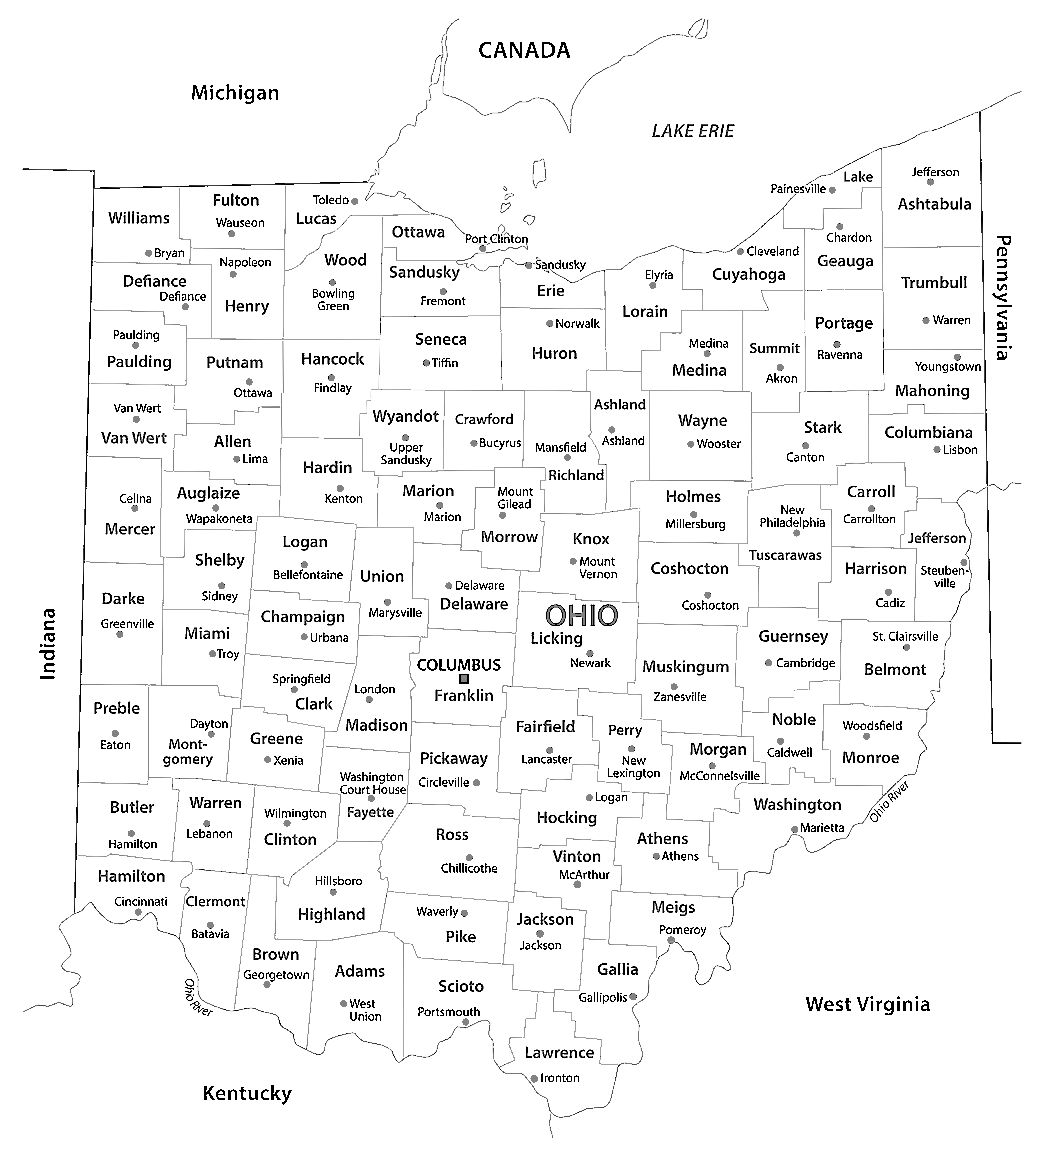 CANADA
Michigan
LAKE ERIE
Jefferson
Lake
Painesville
Ashtabula
Fulton
Toledo
Williams
Wauseon
Lucas
Ottawa
Port Clinton
Chardon
Bryan
Napoleon
Wood
Sandusky
Sandusky
Cleveland
Geauga
Pennsylvania
Defiance
Defiance
Henry
Bowling
Green
Fremont
Erie
Elyria
Cuyahoga
Trumbull
Lorain
Paulding
Paulding
Putnam
Hancock
Seneca
Tiffin
Norwalk
Huron
Medina
Medina
Summit
Akron
Portage
Ravenna
Warren
Youngstown
Mahoning
Ottawa
Findlay
Van Wert
Van Wert
Allen
Lima
Wyandot
Upper
Sandusky
Crawford
Bucyrus
Mansfield
Richland
Ashland
Ashland
Wayne
Wooster
Stark
Canton
Columbiana
Lisbon
Celina
Mercer
Auglaize
Wapakoneta
Hardin
Kenton
Marion
Marion
Mount
Gilead
Morrow
Holmes
Millersburg
New
Philadelphia
Tuscarawas
Carroll
Carrollton
Jefferson
Steuben-
ville
Shelby
Sidney
Logan
Bellefontaine
Union
Marysville
Delaware
Delaware
Knox
Mount
Vernon
Coshocton
Coshocton
Harrison
Cadiz
Indiana
Darke
Greenville
Miami
Troy
Champaign
Urbana
OHIO
Licking
Newark
Guernsey
Cambridge
St. Clairsville
Belmont
Springfield
Clark
London
Madison
COLUMBUS
Franklin
Muskingum
Zanesville
Preble
Eaton
Dayton
Mont-
gomery
Greene
Xenia
Pickaway
Circleville
Fairfield
Lancaster
Perry
New
Lexington
Morgan
McConnelsville
Noble
Caldwell
Woodsfield
Monroe
Butler
Hamilton
Warren
Lebanon
Wilmington
Clinton
Washington
Court House
Fayette
Ross
Chillicothe
Logan
Hocking
Athens
Athens
Washington
Marietta
Ohio River
Hamilton
Cincinnati
Clermont
Batavia
Hillsboro
Highland
Vinton
McArthur
Waverly
Pike
Jackson
Jackson
Meigs
Pomeroy
Brown
Georgetown
Adams
West
Union
Scioto
Portsmouth
Gallia
Gallipolis
Ohio River
West Virginia
Lawrence
Ironton
Kentucky